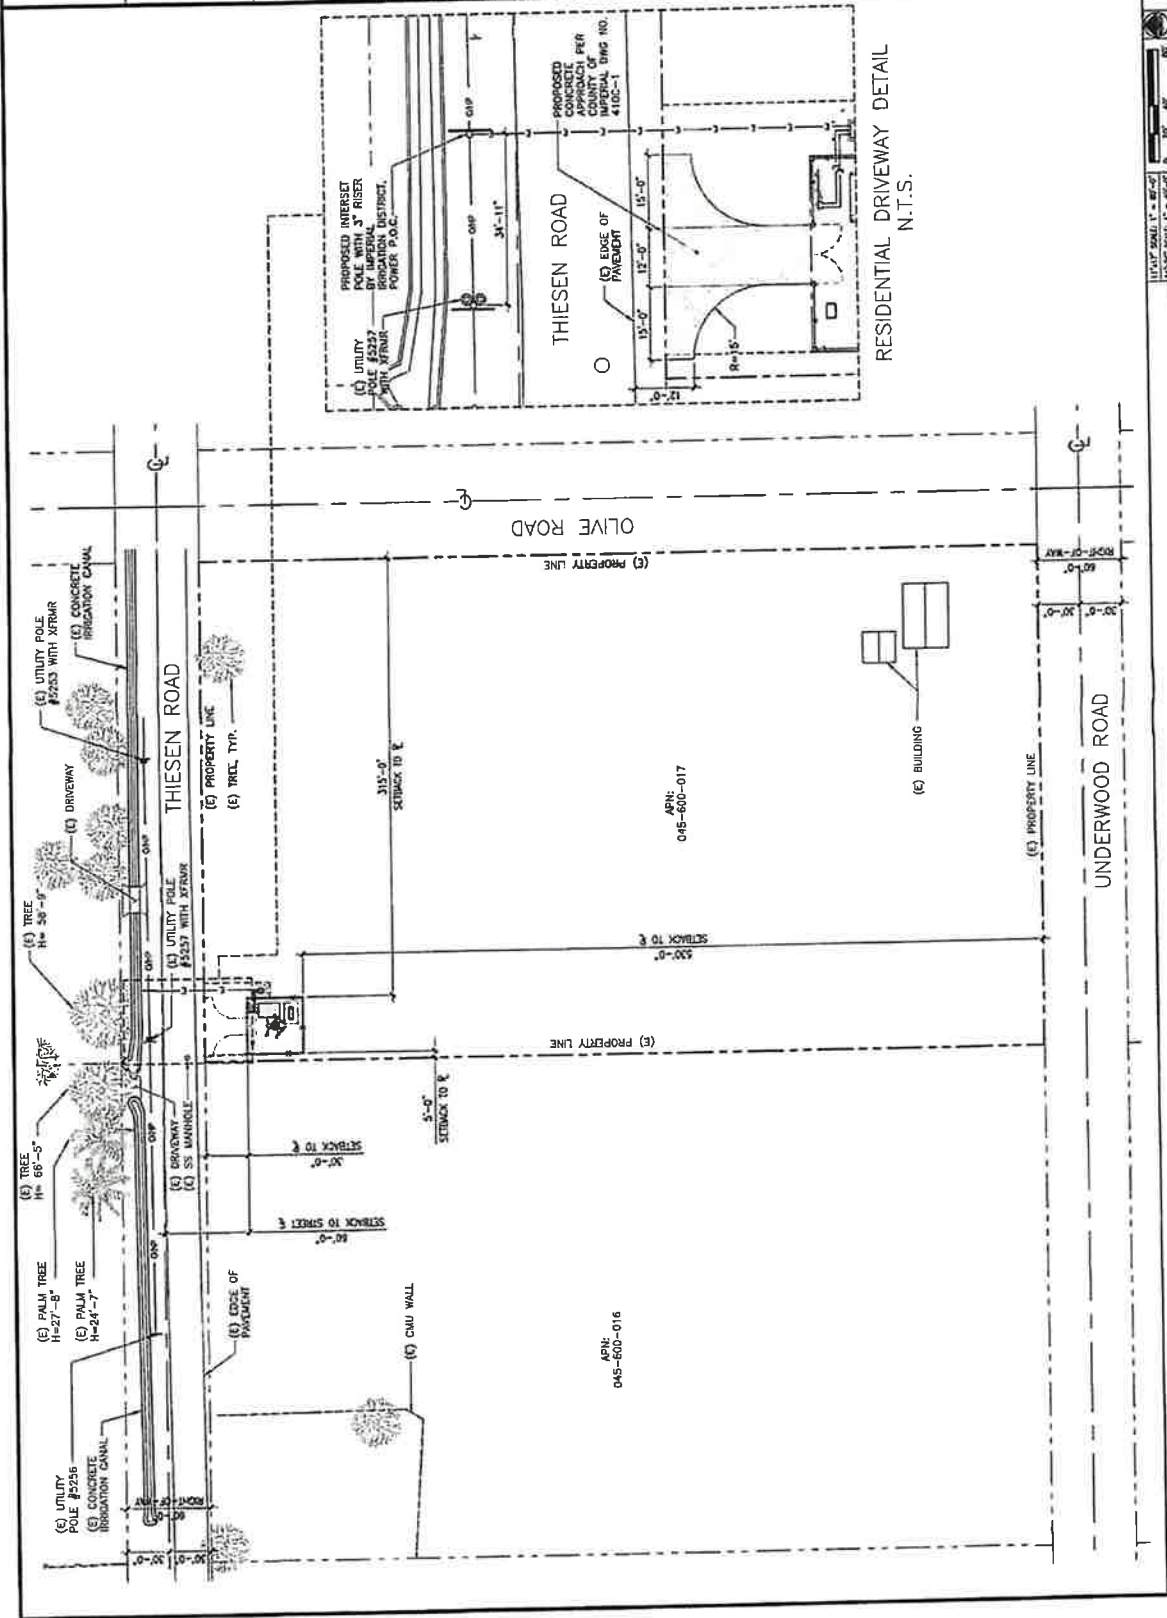 (E) UTILITY
POLE #5256
(E) CONCRETE
IRRIGATION CANAL
(E) PALM TREE
H=27'-8"
(E) PALM TREE
H=24'-7"
(E) TREE
H= 66'-5"
(E) TREE
H= 58'-9"
(E) DRIVEWAY
(E) UTILITY POLE
#5253 WITH XFRMR
(E) CONCRETE
IRRIGATION CANAL
OHP
OHP
OHP
OHP
THIESEN ROAD
(E) UTILITY POLE
#5257 WITH XFRMR
(E) DRIVEWAY
(E) SS MANHOLE
(E) PROPERTY LINE
(E) TREE, TYP.
30'-0"
30'-0"
60'-0"
RIGHT-OF-WAY
(E) EDGE OF
PAVEMENT
60'-0"
SETBACK TO STREET ℄
30'-0"
SETBACK TO ℄
5'-0"
SETBACK TO ℄
315'-0"
SETBACK TO ℄
530'-0"
SETBACK TO ℄
(E) CMU WALL
(E) PROPERTY LINE
(E) PROPERTY LINE
OLIVE ROAD
APN:
045-600-016
APN:
045-600-017
(E) BUILDING
(E) PROPERTY LINE
UNDERWOOD ROAD
30'-0"
30'-0"
60'-0"
RIGHT-OF-WAY
PROPOSED INTERSET
POLE WITH 3" RISER
BY IMPERIAL
IRRIGATION DISTRICT.
POWER P.O.C.
(E) UTILITY
POLE #5257
WITH XFRMR
OHP
OHP
34'-11"
THIESEN ROAD
(E) EDGE OF
PAVEMENT
PROPOSED
CONCRETE
APPROACH PER
COUNTY OF
IMPERIAL DWG NO.
410C-1
15'-0"
12'-0"
15'-0"
12'-0"
R=15'
RESIDENTIAL DRIVEWAY DETAIL
N.T.S.